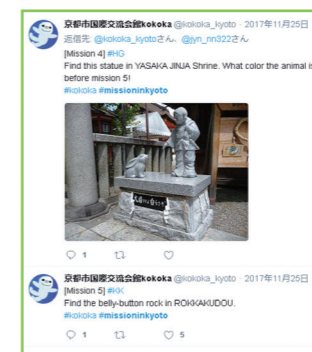 京都市国際交流会館kokoka @kokoka_kyoto · 2017年11月25日
返信先: @kokoka_kyotoさん、@jyn_nn322さん
[Mission 4] #HG
Find this statue in YASAKA JINJA Shrine. What color the animal is
before mission 5!
#kokoka #missioninkyoto
1
京都市国際交流会館kokoka @kokoka_kyoto · 2017年11月25日
[Mission 5] #KK
Find the belly-button rock in ROKKAKUDOU.
#kokoka #missioninkyoto
1 5